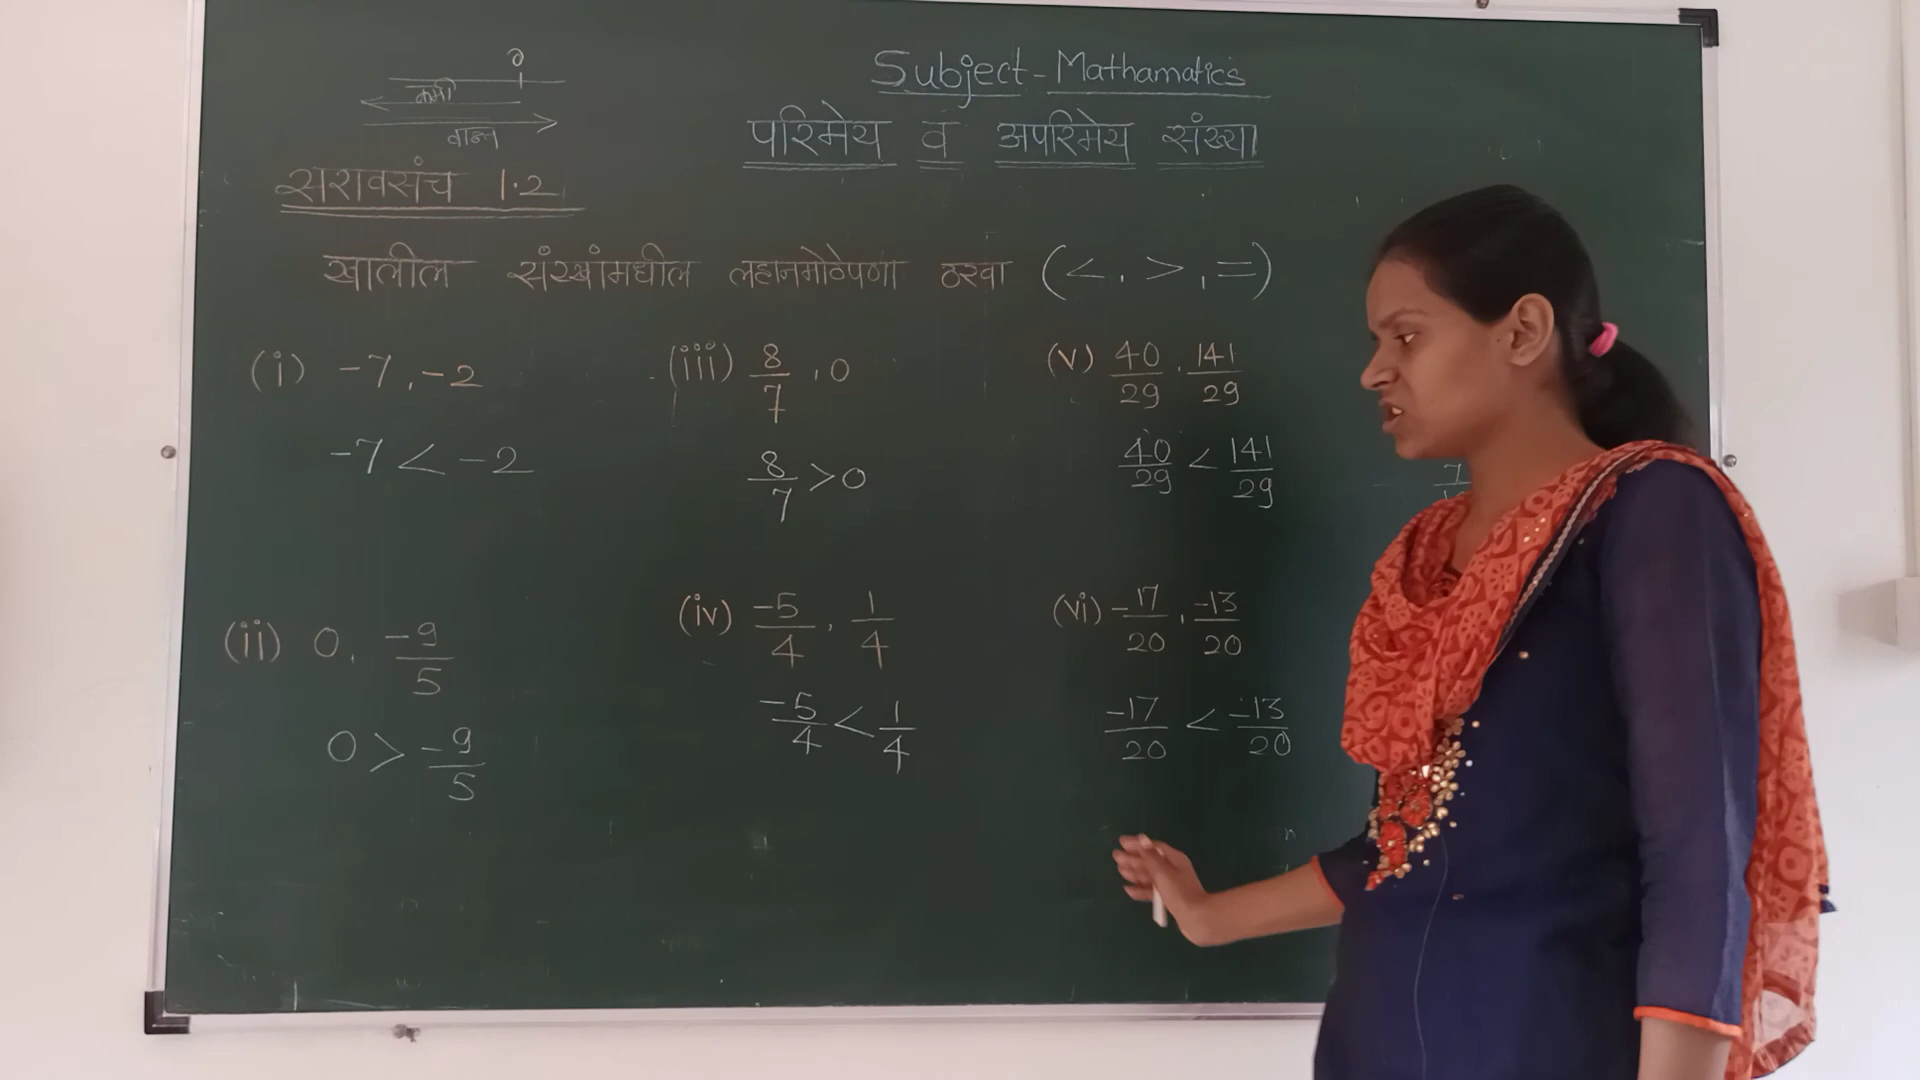 ०
कमी
Subject - Mathamatics
परिमेय व अपरिमेय संख्या
सरावसंच 1.2
खालील संख्यांमधील लहानमोठेपणा ठरवा (<, >, =)
(i) -7, -2
-7 < -2
(ii) 0, -9/5
0 > -9/5
(iii) 8/7, 0
8/7 > 0
(iv) -5/4, 1/4
-5/4 < 1/4
(v) 40/29, 141/29
40/29 < 141/29
(vi) -17/20, -13/20
-17/20 < -13/20
7